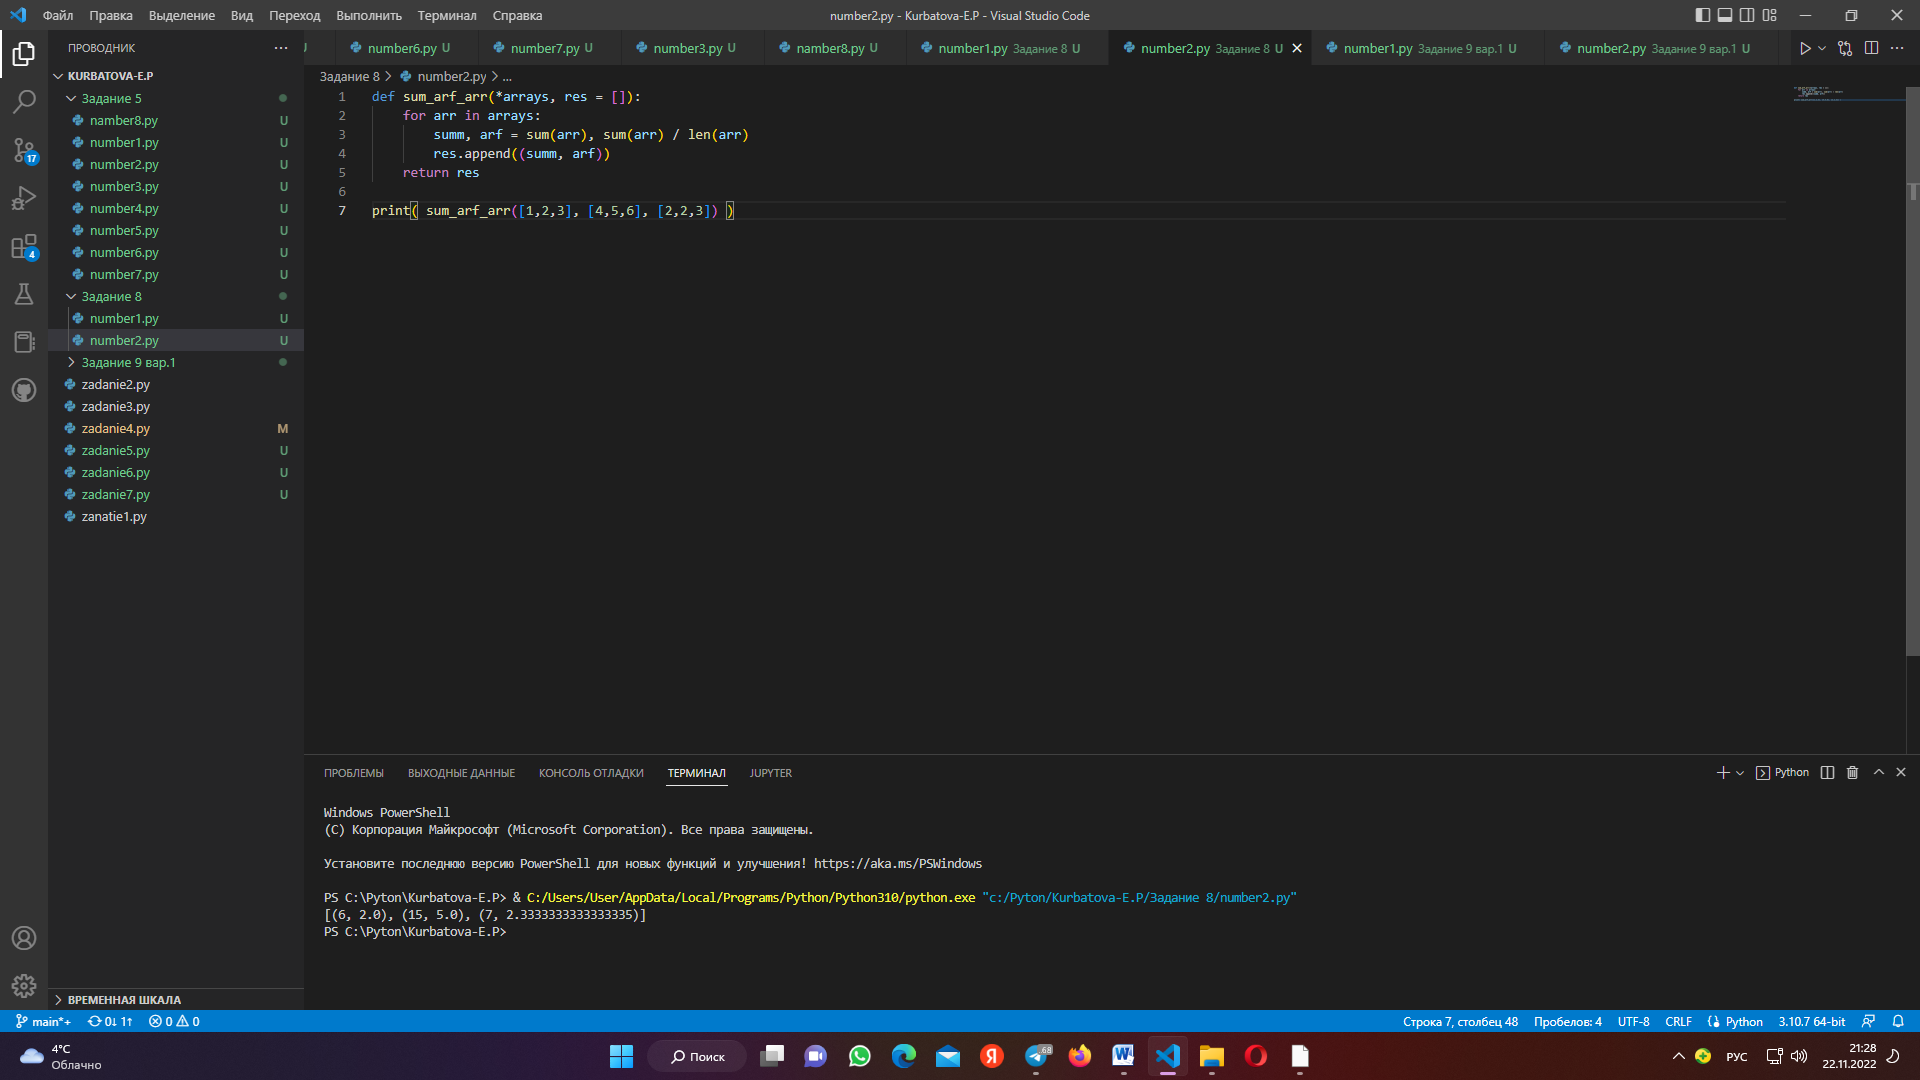 Файл Правка Выделение Вид Переход Выполнить Терминал Справка
number2.py - Kurbatova-E.P - Visual Studio Code
ПРОВОДНИК
KURBATOVA-E.P
Задание 5
namber8.py U
number1.py U
number2.py U
number3.py U
number4.py U
number5.py U
number6.py U
number7.py U
Задание 8
number1.py U
number2.py U
Задание 9 вар.1
zadanie2.py
zadanie3.py
zadanie4.py M
zadanie5.py U
zadanie6.py U
zadanie7.py U
zanatie1.py
ВРЕМЕННАЯ ШКАЛА
17
4
U number6.py U number7.py U number3.py U namber8.py U number1.py Задание 8 U number2.py Задание 8 U number1.py Задание 9 вар.1 U number2.py Задание 9 вар.1 U
Задание 8 > number2.py > ...
1 def sum_arf_arr(*arrays, res = []):
2 for arr in arrays:
3 summ, arf = sum(arr), sum(arr) / len(arr)
4 res.append((summ, arf))
5 return res
6
7 print( sum_arf_arr([1,2,3], [4,5,6], [2,2,3]) )
ПРОБЛЕМЫ ВЫХОДНЫЕ ДАННЫЕ КОНСОЛЬ ОТЛАДКИ ТЕРМИНАЛ JUPYTER
Python
Windows PowerShell
(C) Корпорация Майкрософт (Microsoft Corporation). Все права защищены.
Установите последнюю версию PowerShell для новых функций и улучшения! https://aka.ms/PSWindows
PS C:\Pyton\Kurbatova-E.P> & C:/Users/User/AppData/Local/Programs/Python/Python310/python.exe "c:/Pyton/Kurbatova-E.P/Задание 8/number2.py"
[(6, 2.0), (15, 5.0), (7, 2.3333333333333335)]
PS C:\Pyton\Kurbatova-E.P>
main*+ 0↓ 1↑ 0 0
Строка 7, столбец 48 Пробелов: 4 UTF-8 CRLF Python 3.10.7 64-bit
4°C
Облачно
Поиск
68
РУС
21:28
22.11.2022